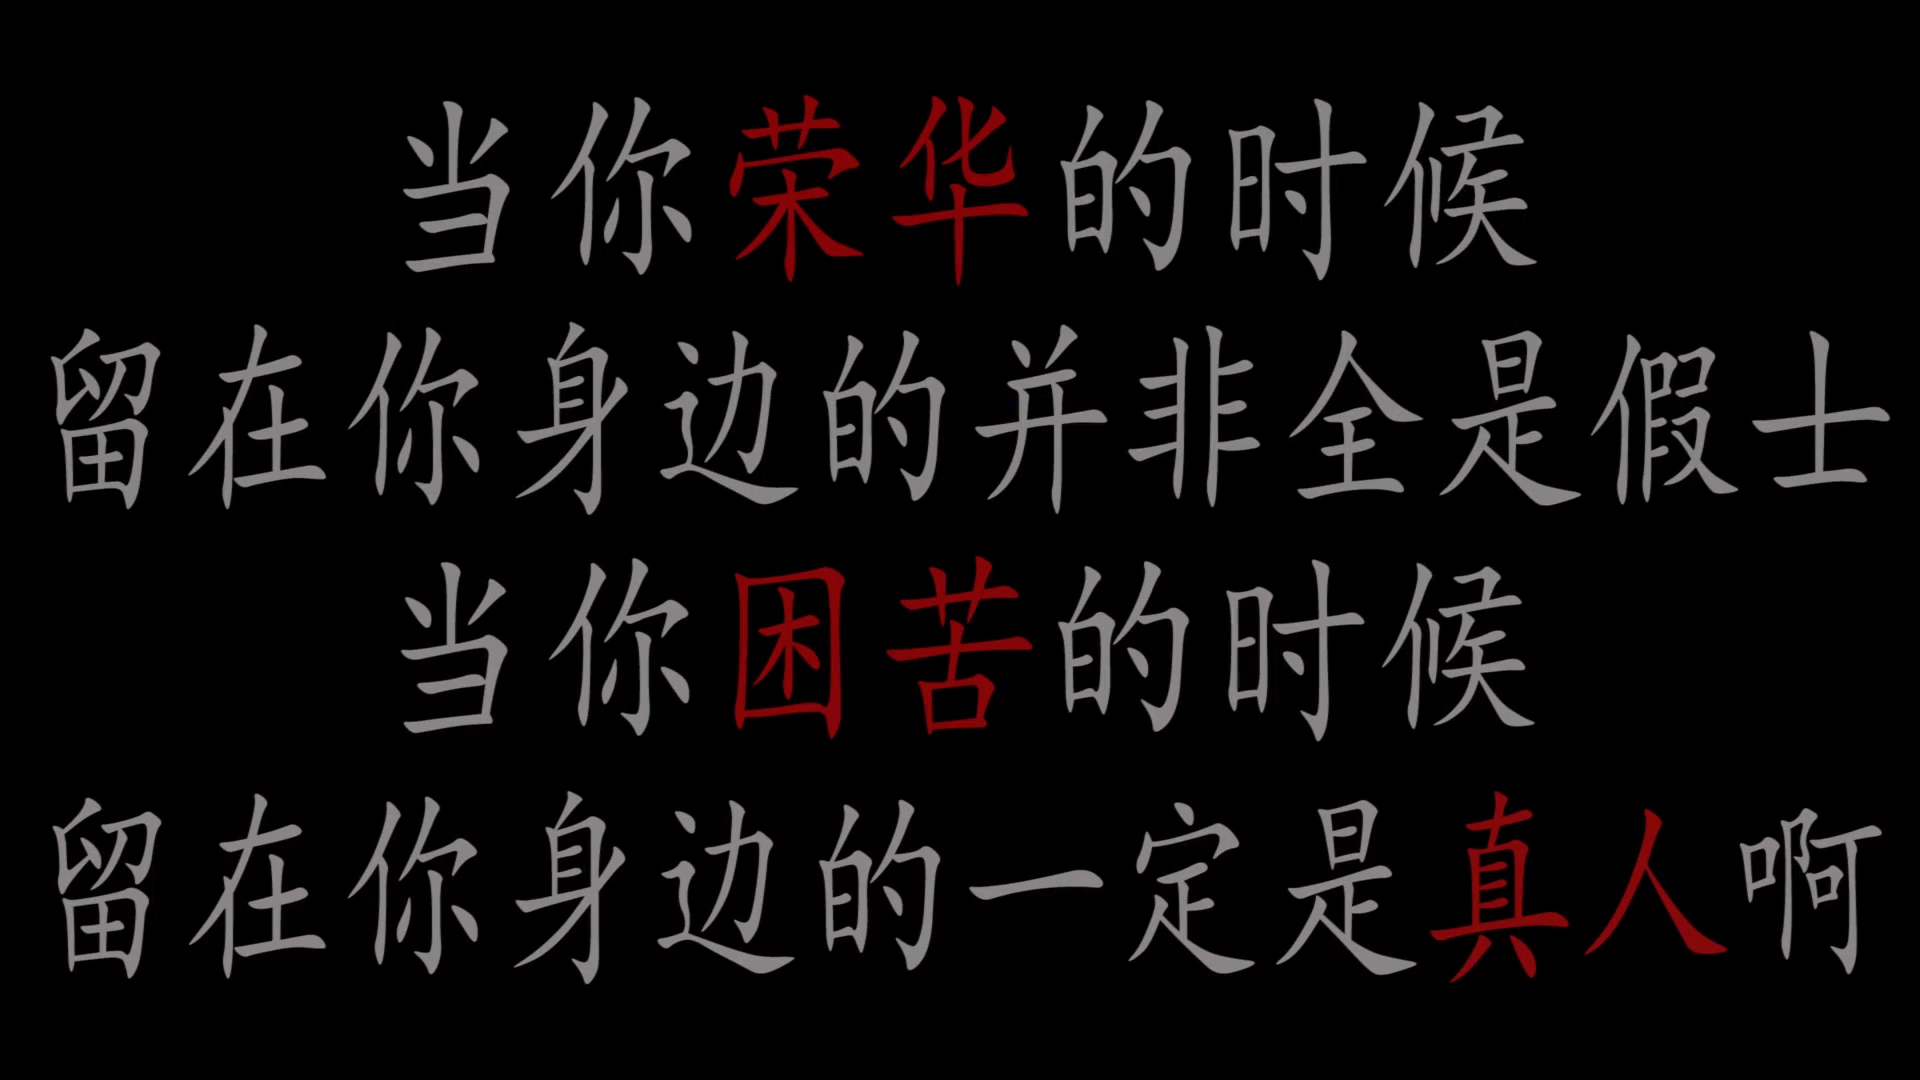 当你荣华的时候
留在你身边的并非全是假士
当你困苦的时候
留在你身边的一定是真人啊